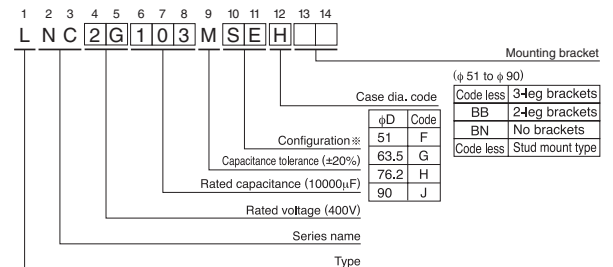 1 2 3 4 5 6 7 8 9 10 11 12 13 14
L N C 2 G 1 0 3 M S E H
Mounting bracket
(φ 51 to φ 90)
Code less 3-leg brackets
BB 2-leg brackets
BN No brackets
Code less Stud mount type
Case dia. code
φD Code
51 F
63.5 G
76.2 H
90 J
Configuration※
Capacitance tolerance (±20%)
Rated capacitance (10000μF)
Rated voltage (400V)
Series name
Type